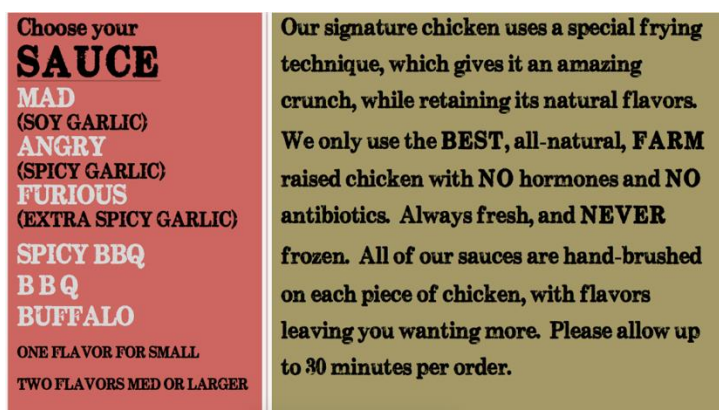 Choose your
SAUCE
MAD
(SOY GARLIC)
ANGRY
(SPICY GARLIC)
FURIOUS
(EXTRA SPICY GARLIC)
SPICY BBQ
B B Q
BUFFALO
ONE FLAVOR FOR SMALL
TWO FLAVORS MED OR LARGER
Our signature chicken uses a special frying
technique, which gives it an amazing
crunch, while retaining its natural flavors.
We only use the BEST, all-natural, FARM
raised chicken with NO hormones and NO
antibiotics. Always fresh, and NEVER
frozen. All of our sauces are hand-brushed
on each piece of chicken, with flavors
leaving you wanting more. Please allow up
to 30 minutes per order.